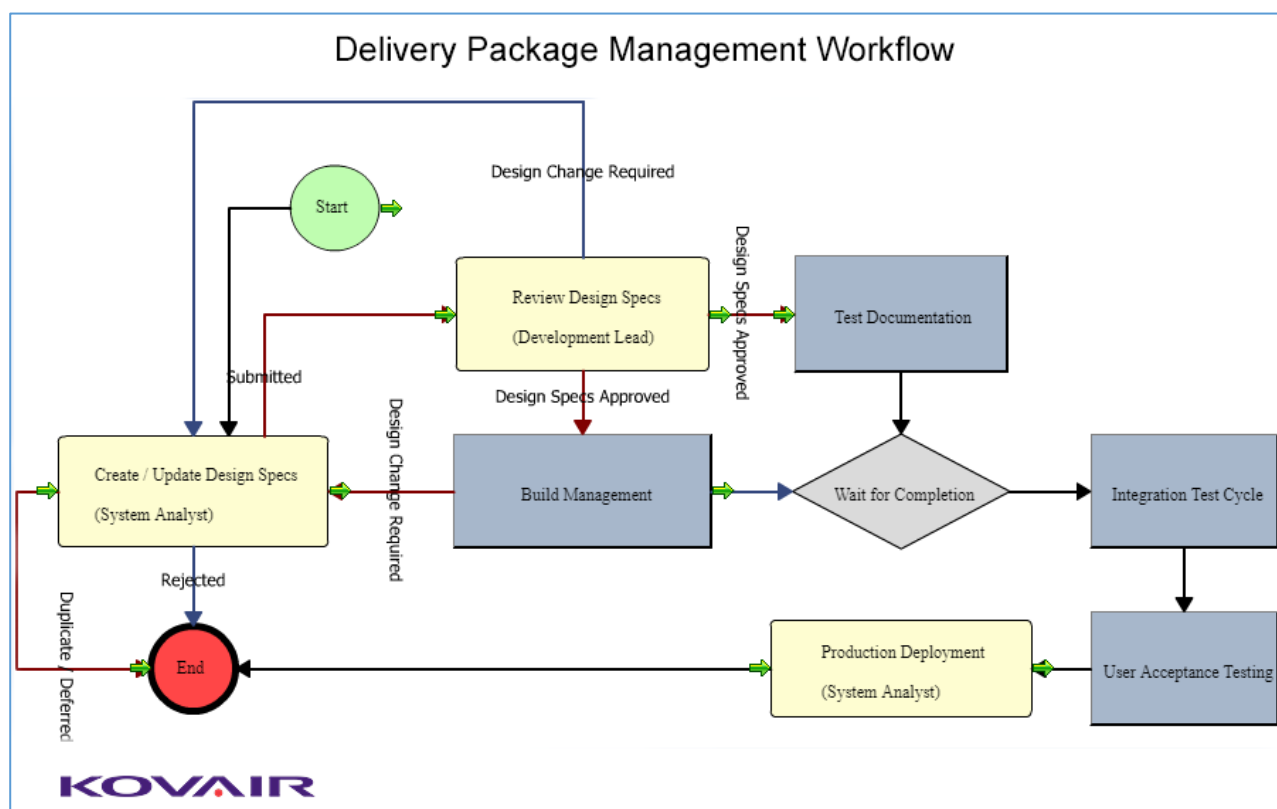 Delivery Package Management Workflow
Design Change Required
Start
Design Specs Approved
Review Design Specs
(Development Lead)
Test Documentation
Submitted
Design Specs Approved
Design Change Required
Create / Update Design Specs
(System Analyst)
Build Management
Wait for Completion
Integration Test Cycle
Rejected
Duplicate / Deferred
End
Production Deployment
(System Analyst)
User Acceptance Testing
KOVAIR